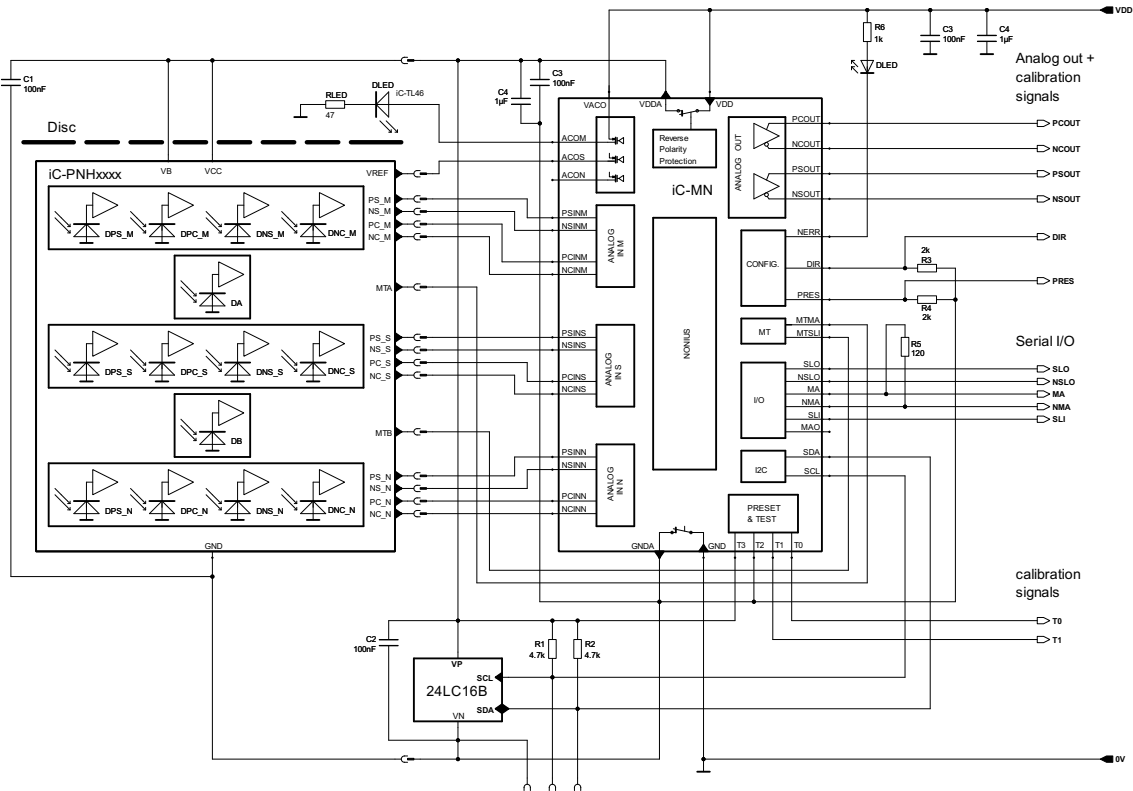 VDD
R6
1k
C3
100nF
C4
1µF
DLED
Analog out +
calibration
signals
C1
100nF
RLED
47
DLED
iC-TL46
C4
1µF
C3
100nF
Disc
VACO
VDDA
VDD
iC-PNHxxxx
VB
VCC
VREF
ACOM
ACOS
ACON
Reverse
Polarity
Protection
iC-MN
ANALOG OUT
PCOUT
NCOUT
PSOUT
NSOUT
PCOUT
NCOUT
PSOUT
NSOUT
DPS_M
DPC_M
DNS_M
DNC_M
PS_M
NS_M
PC_M
NC_M
PSINM
NSINM
PCINM
NCINM
ANALOG
IN M
NONIUS
CONFIG.
NERR
DIR
PRES
2k
R3
R4
2k
DIR
PRES
DA
MTA
MT
MTMA
MTSLI
R5
120
Serial I/O
DPS_S
DPC_S
DNS_S
DNC_S
PS_S
NS_S
PC_S
NC_S
PSINS
NSINS
PCINS
NCINS
ANALOG
IN S
I/O
SLO
NSLO
MA
NMA
SLI
MAO
SLO
NSLO
MA
NMA
SLI
DB
MTB
I2C
SDA
SCL
DPS_N
DPC_N
DNS_N
DNC_N
PS_N
NS_N
PC_N
NC_N
PSINN
NSINN
PCINN
NCINN
ANALOG
IN N
PRESET
& TEST
GND
GNDA
GND
T3
T2
T1
T0
calibration
signals
T0
T1
C2
100nF
R1
4.7k
R2
4.7k
VP
SCL
24LC16B
SDA
VN
0V